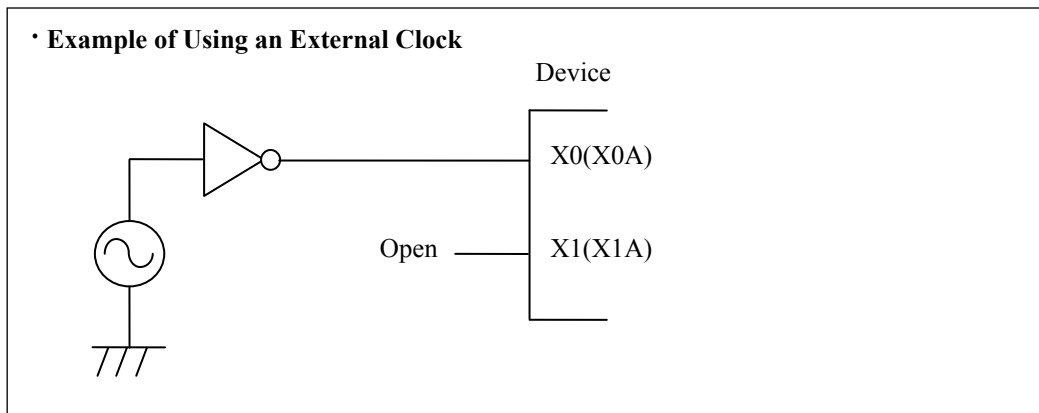 · Example of Using an External Clock
Device
X0(X0A)
Open X1(X1A)